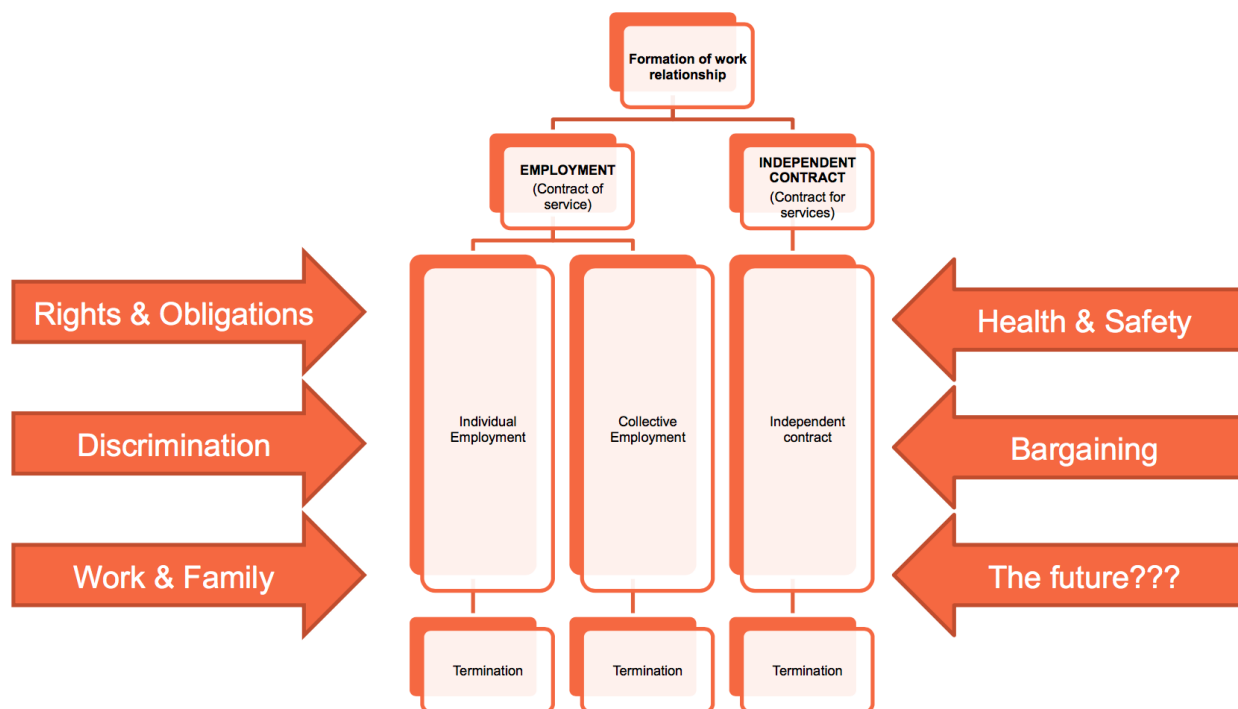 Formation of work
relationship
EMPLOYMENT
(Contract of
service)
INDEPENDENT
CONTRACT
(Contract for
services)
Rights & Obligations
Discrimination
Work & Family
Individual
Employment
Collective
Employment
Independent
contract
Health & Safety
Bargaining
The future???
Termination
Termination
Termination